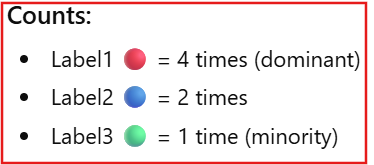 Counts:
• Label1 🔴 = 4 times (dominant)
• Label2 🔵 = 2 times
• Label3 🟢 = 1 time (minority)